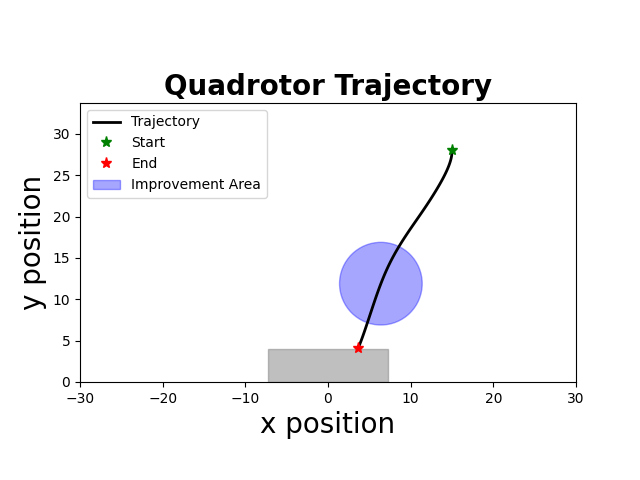 Quadrotor Trajectory
Trajectory
Start
End
Improvement Area
y position
30
25
20
15
10
5
0
−30
−20
−10
0
10
20
30
x position